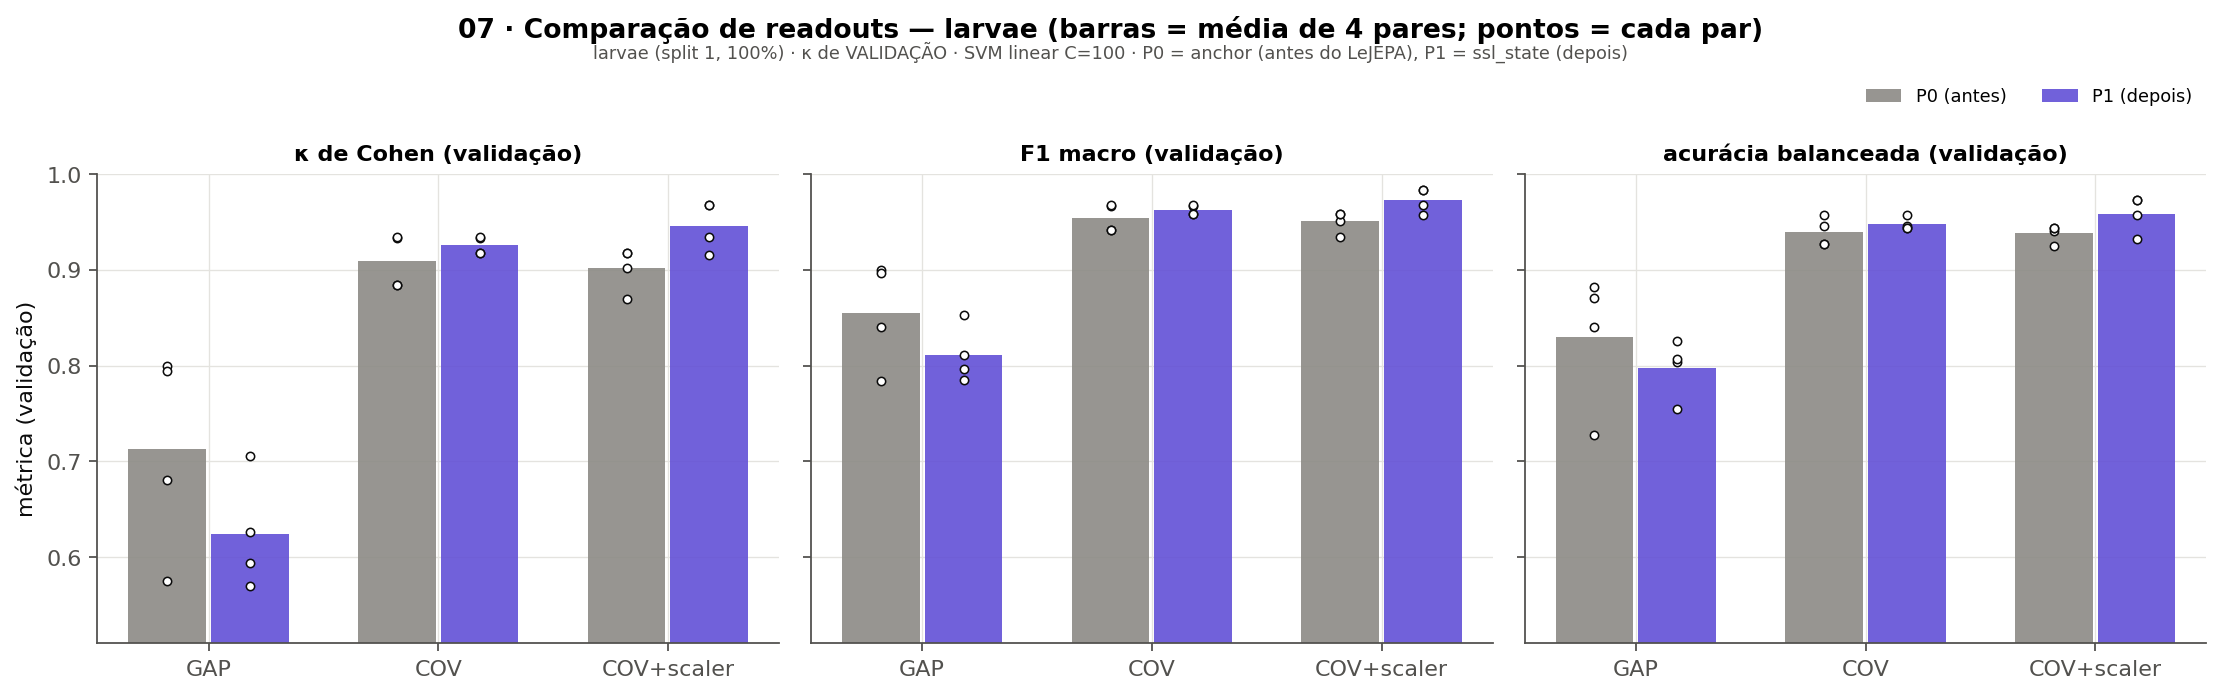 07 · Comparação de readouts — larvae (barras = média de 4 pares; pontos = cada par)
larvae (split 1, 100%) · κ de VALIDAÇÃO · SVM linear C=100 · P0 = anchor (antes do LeJEPA), P1 = ssl_state (depois)
P0 (antes) P1 (depois)
κ de Cohen (validação) F1 macro (validação) acurácia balanceada (validação)
métrica (validação)
1.0
0.9
0.8
0.7
0.6
GAP COV COV+scaler GAP COV COV+scaler GAP COV COV+scaler